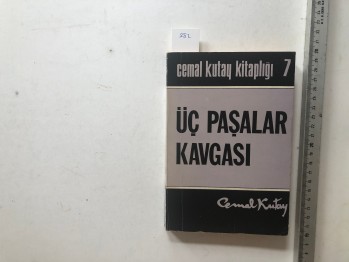 cemal kutay kitaplığı 7
ÜÇ PAŞALAR
KAVGASI
Cemal Kutay